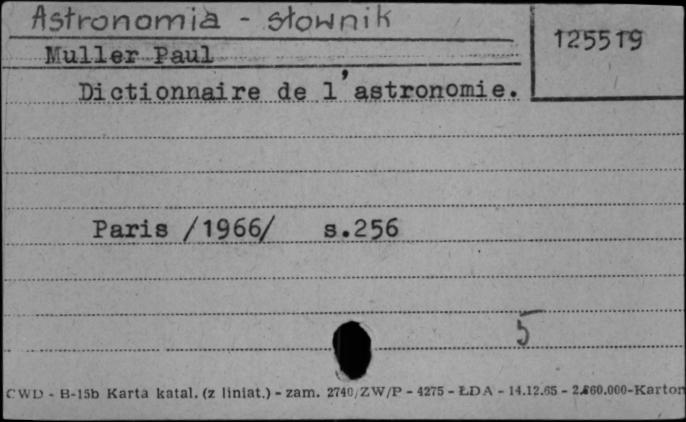 Astronomia - słownik
125519
Muller Paul
Dictionnaire de l'astronomie.
Paris /1966/ s.256
5
CWD - B-15b Karta katal. (z liniat.) - zam. 2740/ZW/P - 4275 - ŁDA - 14.12.65 - 2.860.000-Karton